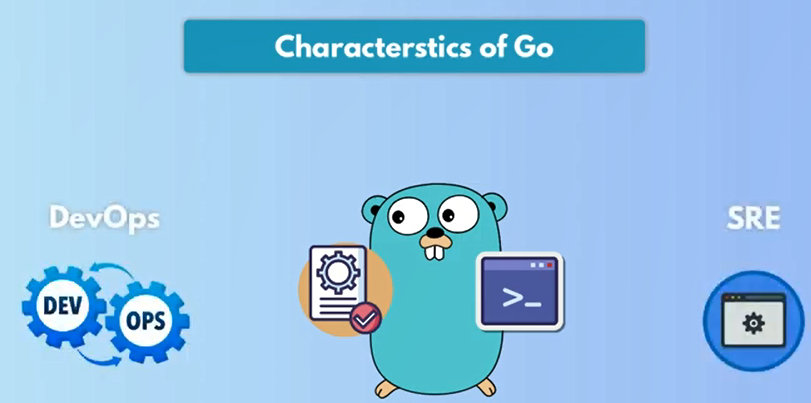 Characterstics of Go
DevOps
SRE
DEV
OPS
>_